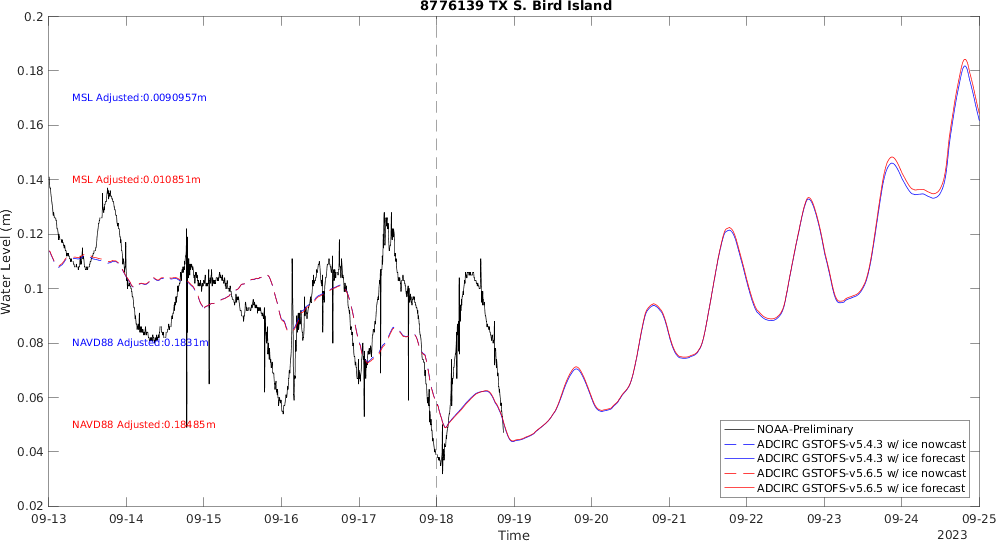 8776139 TX S. Bird Island
0.2
0.18
0.16
0.14
0.12
0.1
0.08
0.06
0.04
0.02
Water Level (m)
MSL Adjusted:0.0090957m
MSL Adjusted:0.010851m
NAVD88 Adjusted:0.1831m
NAVD88 Adjusted:0.18485m
NOAA-Preliminary
ADCIRC GSTOFS-v5.4.3 w/ ice nowcast
ADCIRC GSTOFS-v5.4.3 w/ ice forecast
ADCIRC GSTOFS-v5.6.5 w/ ice nowcast
ADCIRC GSTOFS-v5.6.5 w/ ice forecast
09-13 09-14 09-15 09-16 09-17 09-18 09-19 09-20 09-21 09-22 09-23 09-24 09-25
Time
2023